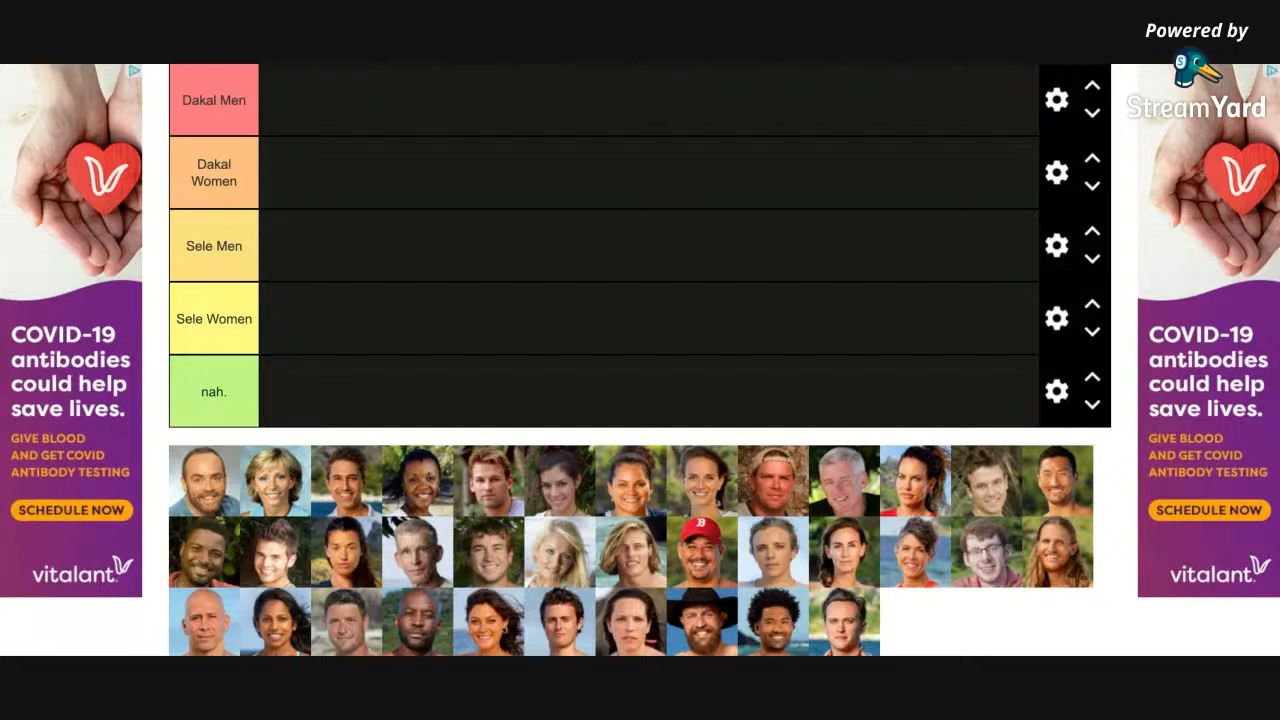 Powered by
StreamYard
Dakal Men
Dakal
Women
Sele Men
Sele Women
nah.
COVID-19
antibodies
could help
save lives.
GIVE BLOOD
AND GET COVID
ANTIBODY TESTING
SCHEDULE NOW
vitalant
B
COVID-19
antibodies
could help
save lives.
GIVE BLOOD
AND GET COVID
ANTIBODY TESTING
SCHEDULE NOW
vitalant